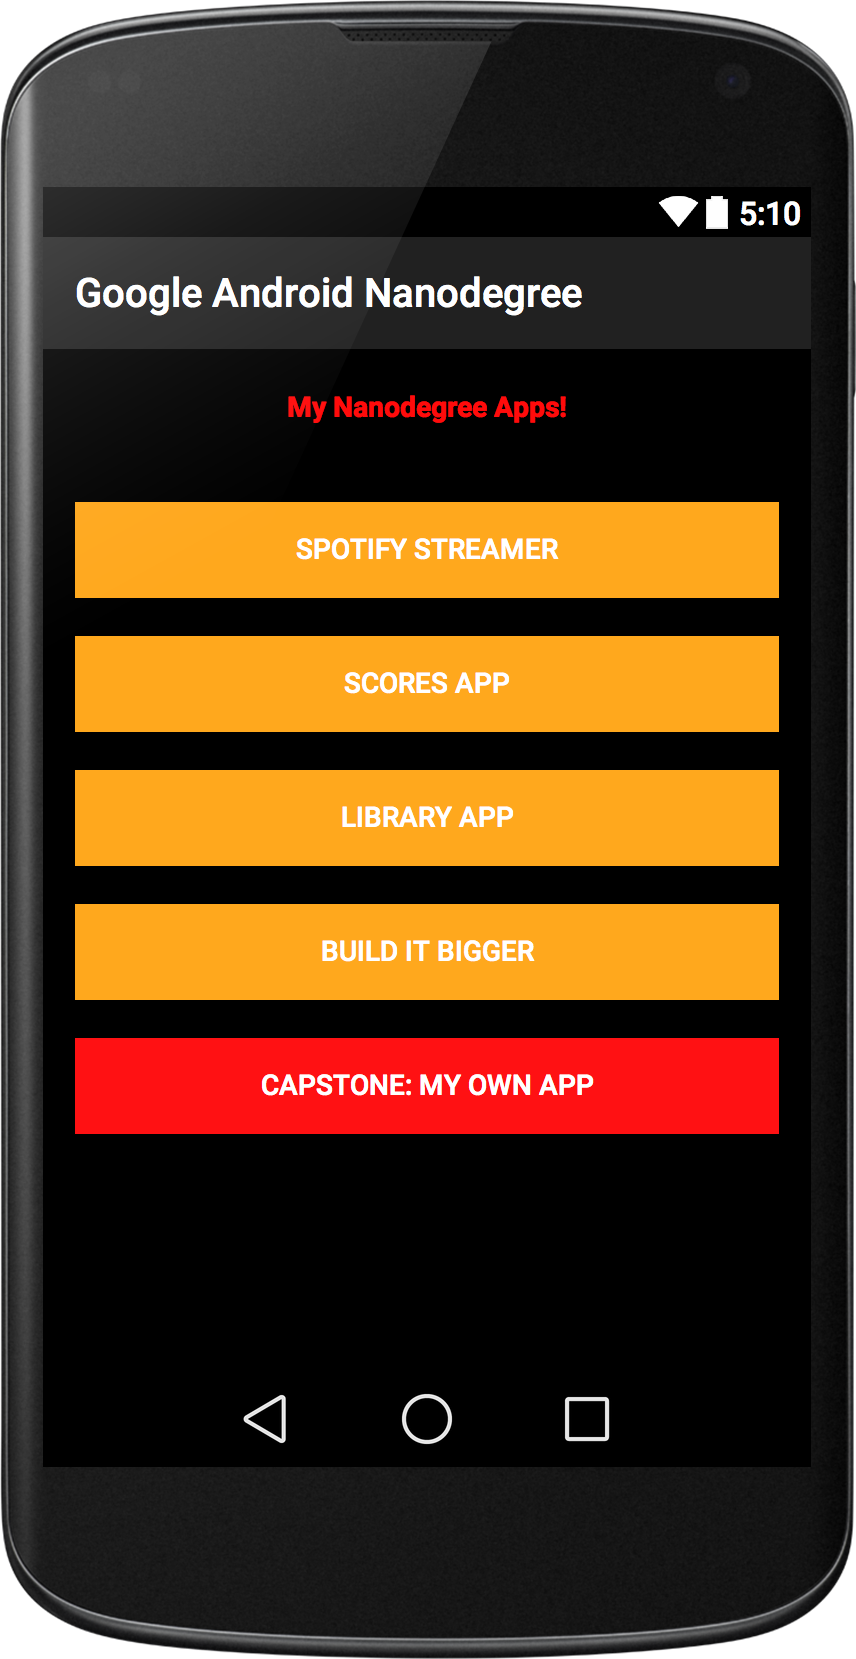 5:10
Google Android Nanodegree
My Nanodegree Apps!
SPOTIFY STREAMER
SCORES APP
LIBRARY APP
BUILD IT BIGGER
CAPSTONE: MY OWN APP